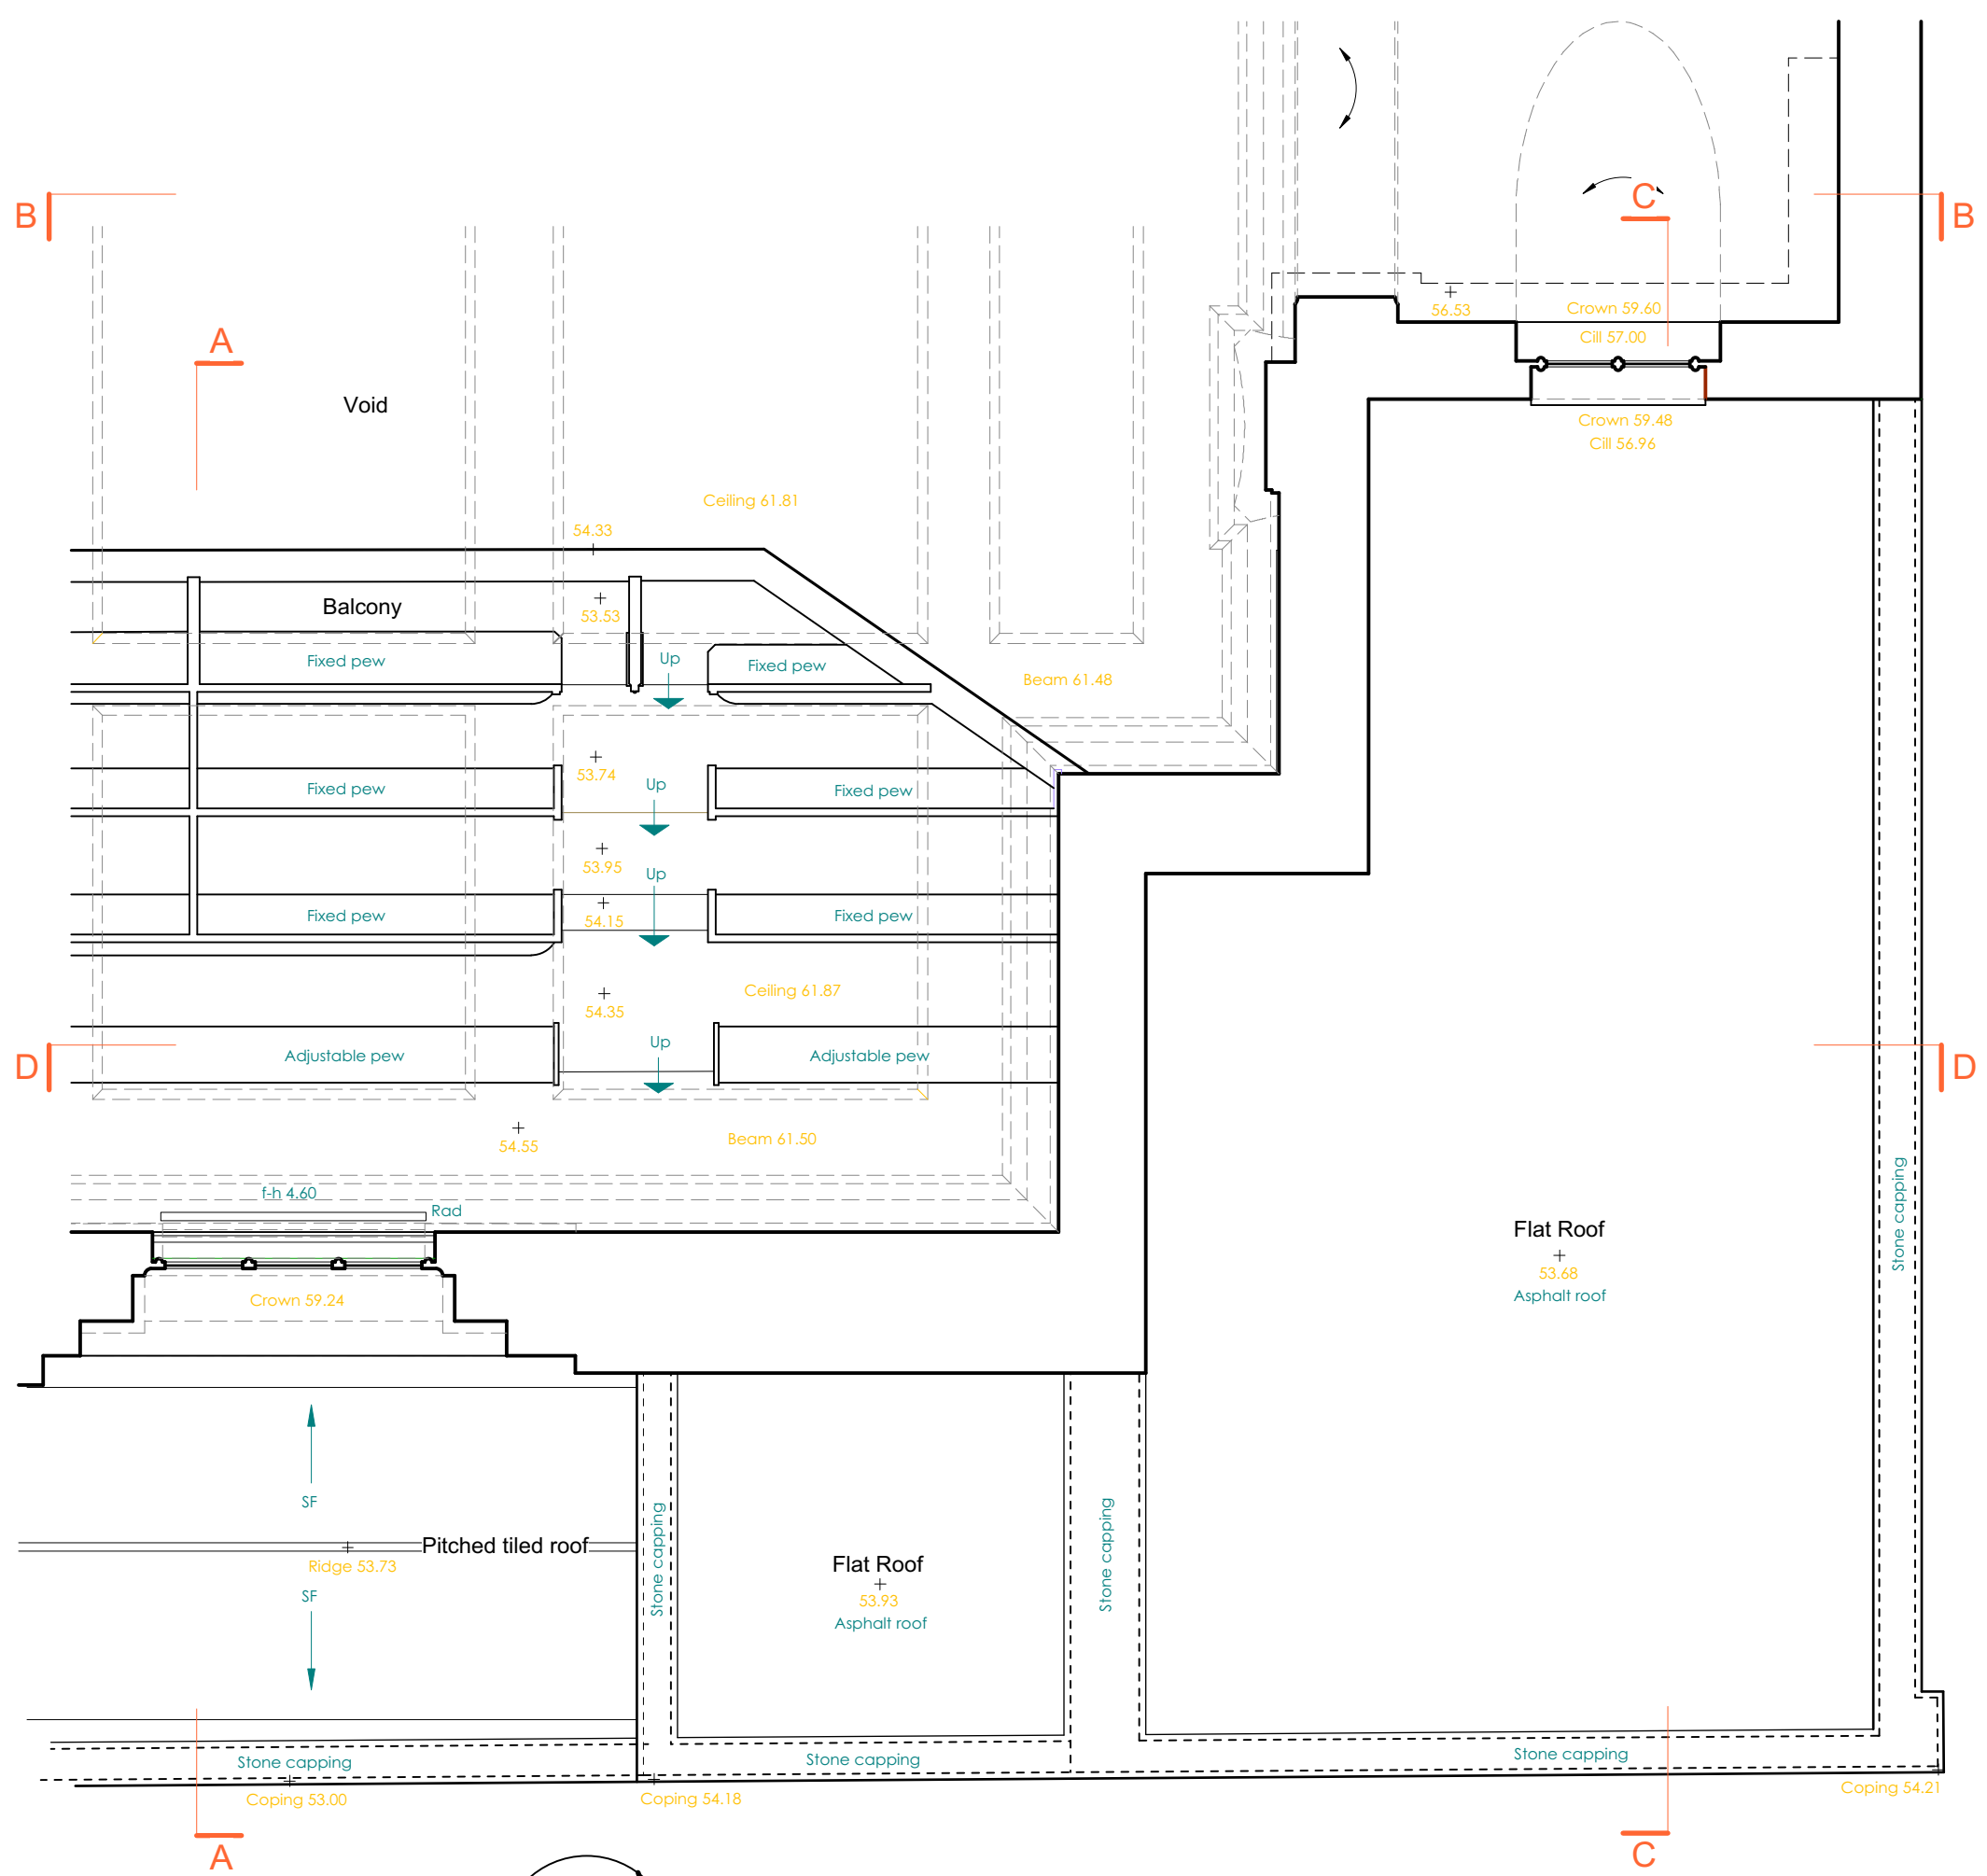 B
C
B
Crown 59.60
56.53
Cill 57.00
A
Void
Crown 59.48
Cill 56.96
Ceiling 61.81
54.33
Balcony
53.53
Fixed pew
Up
Fixed pew
Beam 61.48
53.74
Fixed pew
Up
Fixed pew
53.95
Up
Fixed pew
54.15
Fixed pew
Ceiling 61.87
54.35
D
Adjustable pew
Up
Adjustable pew
D
54.55
Beam 61.50
f-h 4.60
Rad
Stone capping
Flat Roof
53.68
Asphalt roof
Crown 59.24
SF
Pitched tiled roof
Ridge 53.73
SF
Stone capping
Flat Roof
53.93
Asphalt roof
Stone capping
Stone capping
Stone capping
Stone capping
Coping 53.00
Coping 54.18
Coping 54.21
A
C